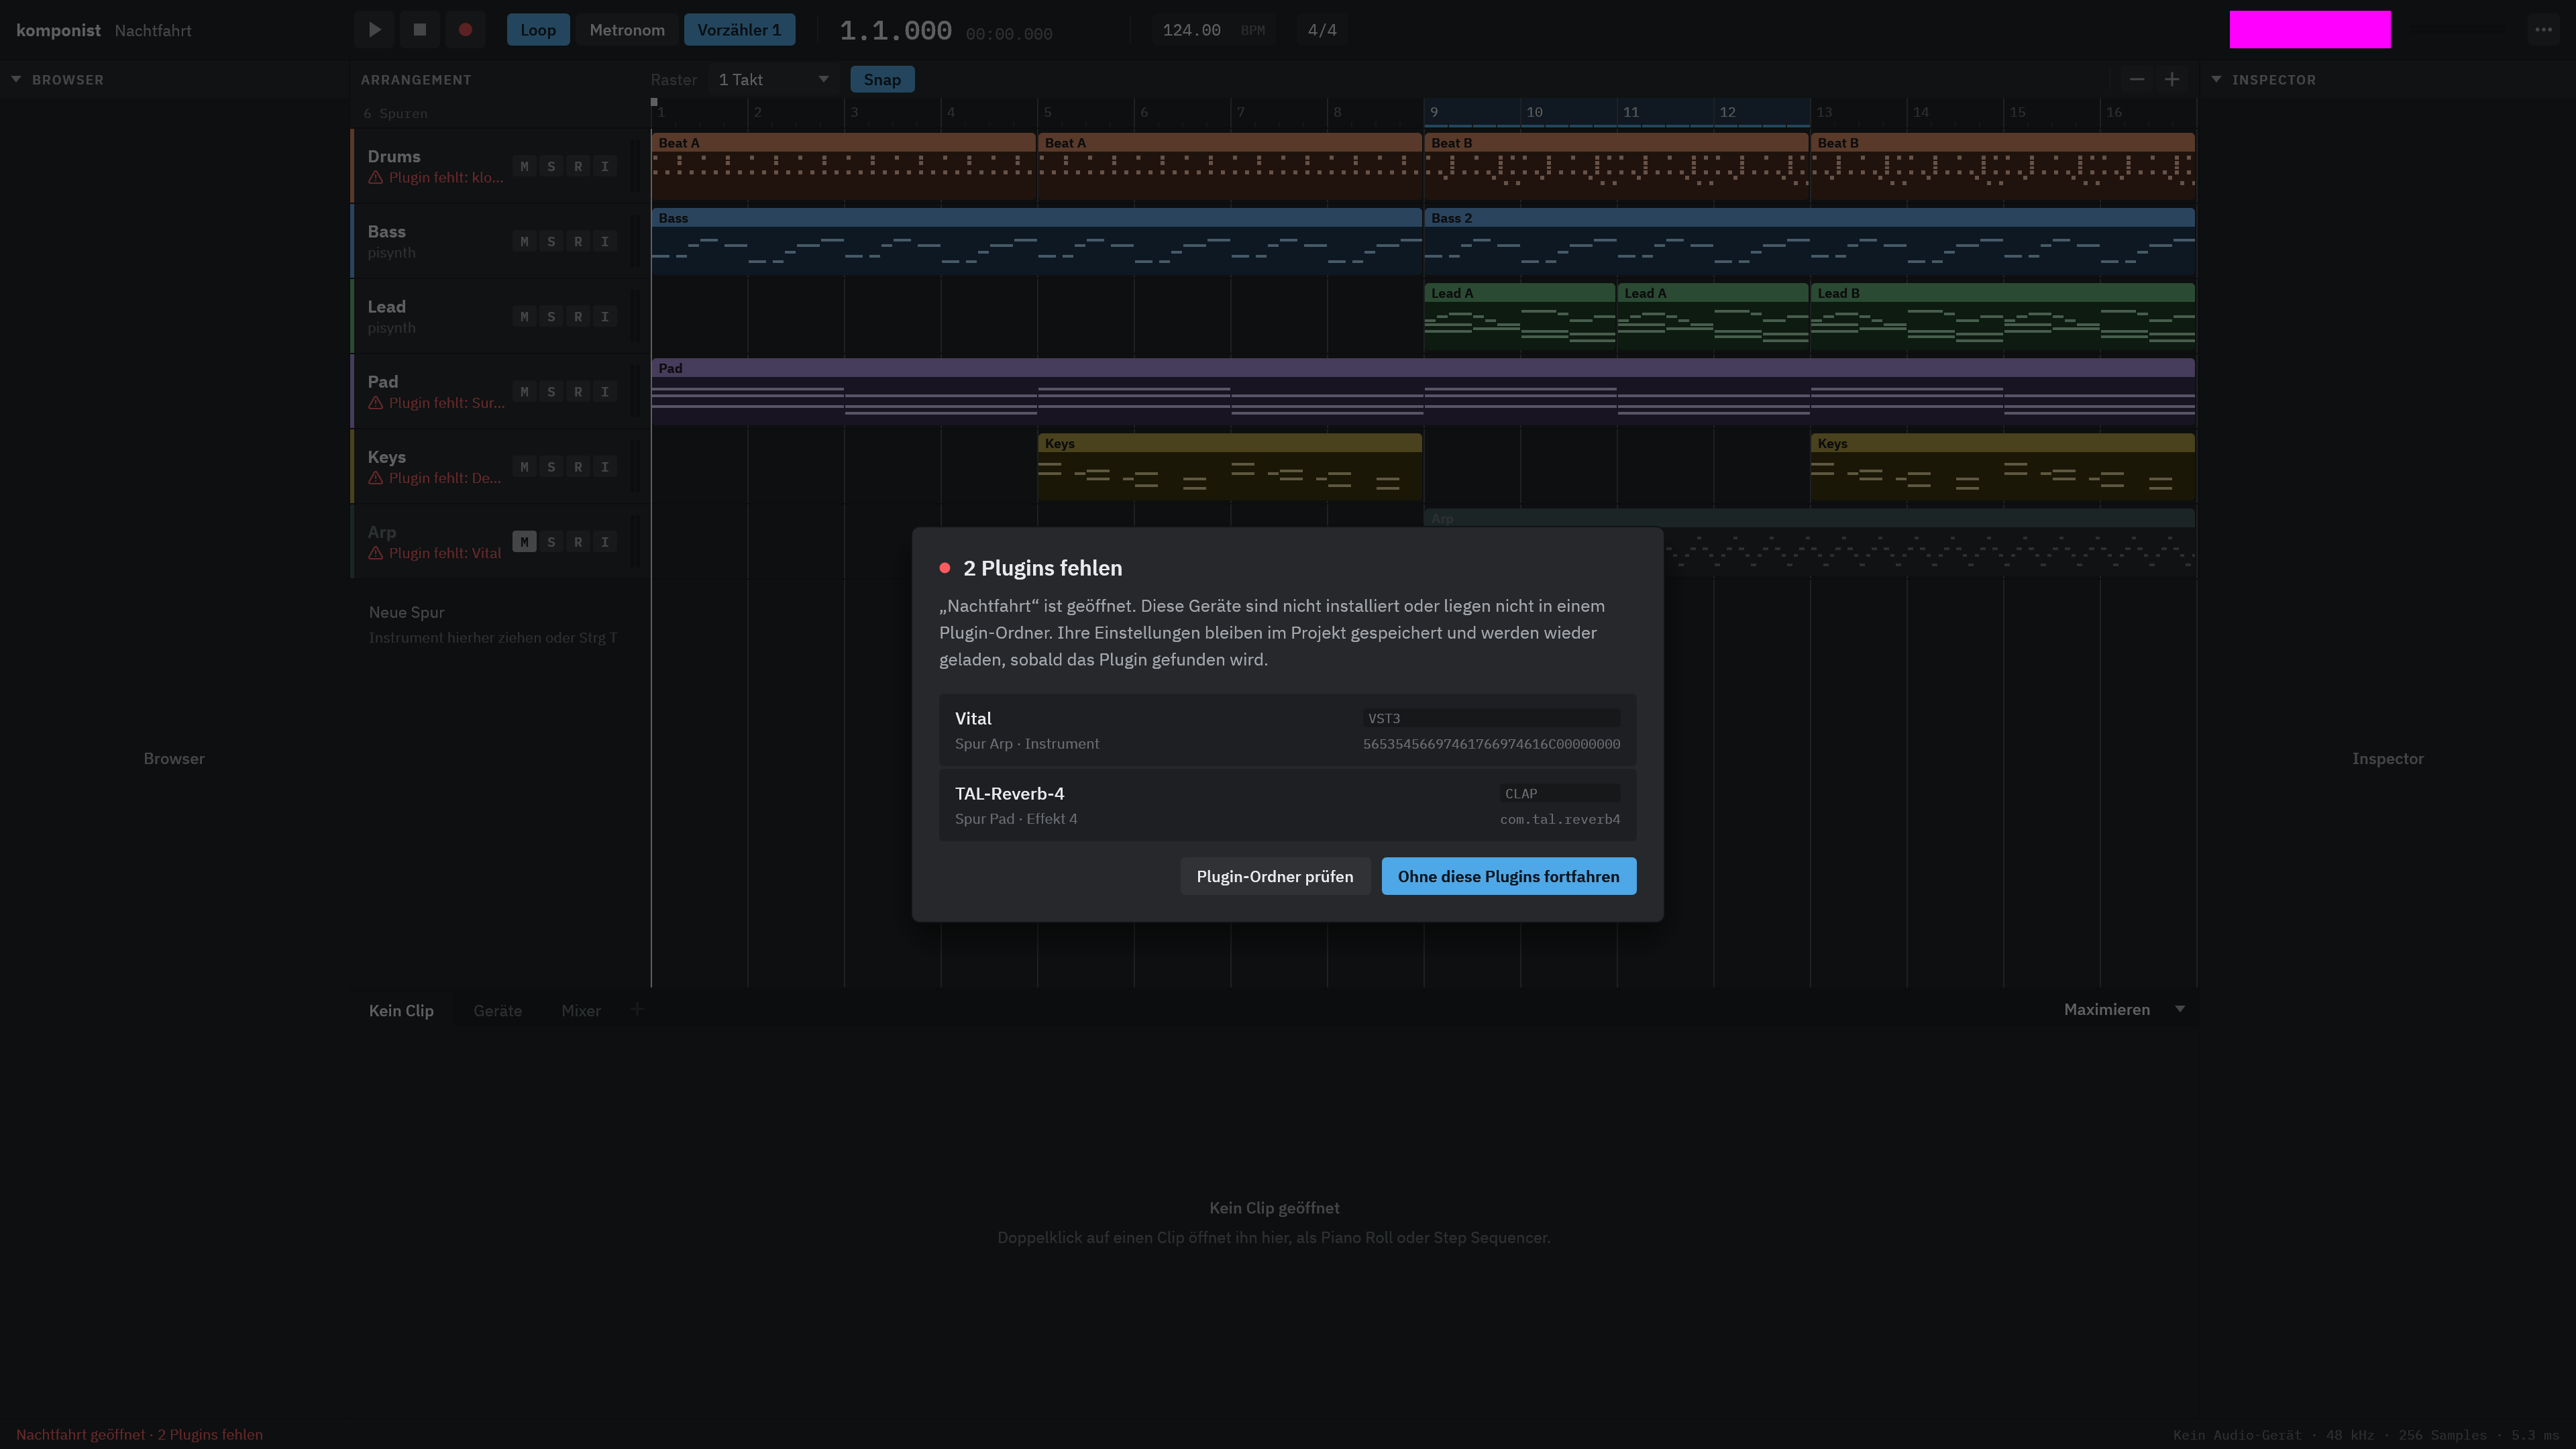 komponist Nachtfahrt Loop Metronom Vorzähler 1 1.1.000 00:00.000 124.00 BPM 4/4
BROWSER ARRANGEMENT Raster 1 Takt Snap INSPECTOR
6 Spuren 1 2 3 4 5 6 7 8 9 10 11 12 13 14 15 16
Beat A Beat A Beat B Beat B
Drums M S R I
Plugin fehlt: klo...
Bass Bass 2
Bass M S R I
pisynth
Lead A Lead A Lead B
Lead M S R I
pisynth
Pad
Pad M S R I
Plugin fehlt: Sur...
Keys Keys
Keys M S R I
Plugin fehlt: De...
Arp
Arp M S R I
Plugin fehlt: Vital
Neue Spur
Instrument hierher ziehen oder Strg T
2 Plugins fehlen
„Nachtfahrt“ ist geöffnet. Diese Geräte sind nicht installiert oder liegen nicht in einem
Plugin-Ordner. Ihre Einstellungen bleiben im Projekt gespeichert und werden wieder
geladen, sobald das Plugin gefunden wird.
Vital VST3
Spur Arp · Instrument 56535456697461766974616C00000000
TAL-Reverb-4 CLAP
Spur Pad · Effekt 4 com.tal.reverb4
Plugin-Ordner prüfen Ohne diese Plugins fortfahren
Browser Inspector
Kein Clip Geräte Mixer Maximieren
Kein Clip geöffnet
Doppelklick auf einen Clip öffnet ihn hier, als Piano Roll oder Step Sequencer.
Nachtfahrt geöffnet · 2 Plugins fehlen Kein Audio-Gerät · 48 kHz · 256 Samples · 5.3 ms